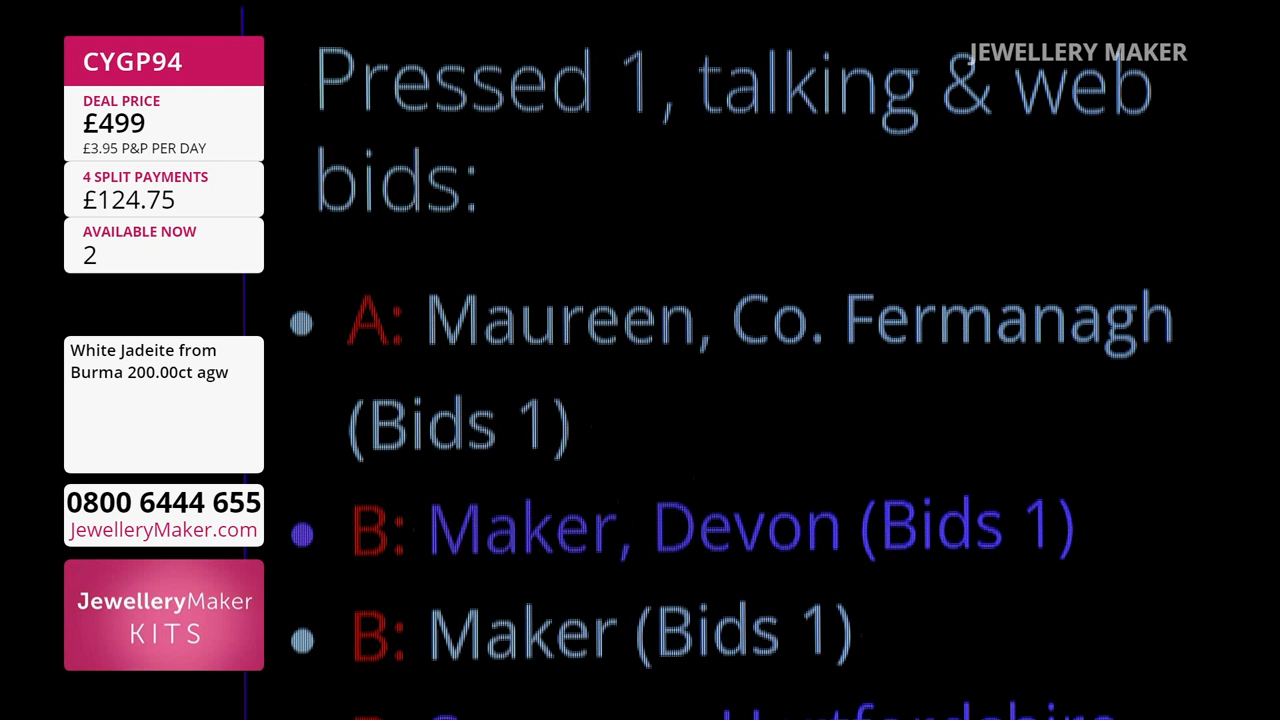 CYGP94
DEAL PRICE
£499
£3.95 P&P PER DAY
4 SPLIT PAYMENTS
£124.75
AVAILABLE NOW
2
White Jadeite from
Burma 200.00ct agw
0800 6444 655
JewelleryMaker.com
JewelleryMaker
KITS
JEWELLERY MAKER
Pressed 1, talking & web
bids:
• A: Maureen, Co. Fermanagh
(Bids 1)
• B: Maker, Devon (Bids 1)
• B: Maker (Bids 1)